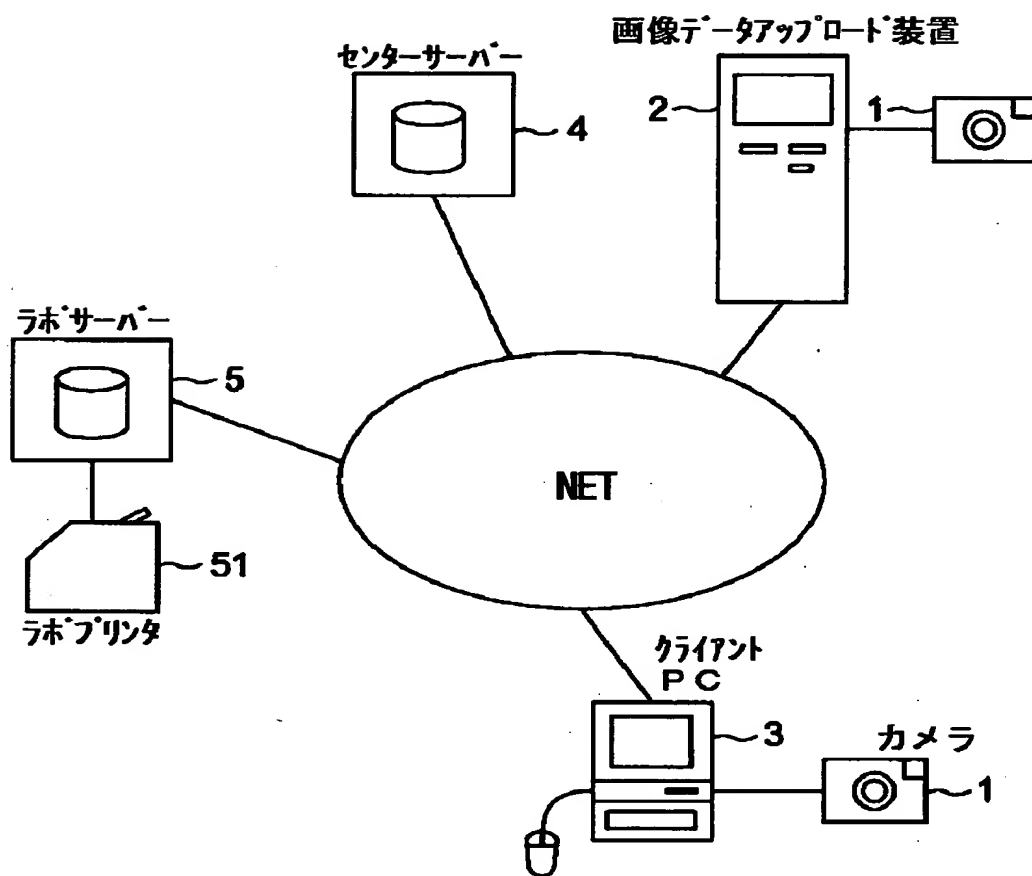 画像データアップロード装置
センターサーバー
2
1
4
ラボサーバー
5
NET
51
ラボプリンタ
クライアント
PC
3
カメラ
1